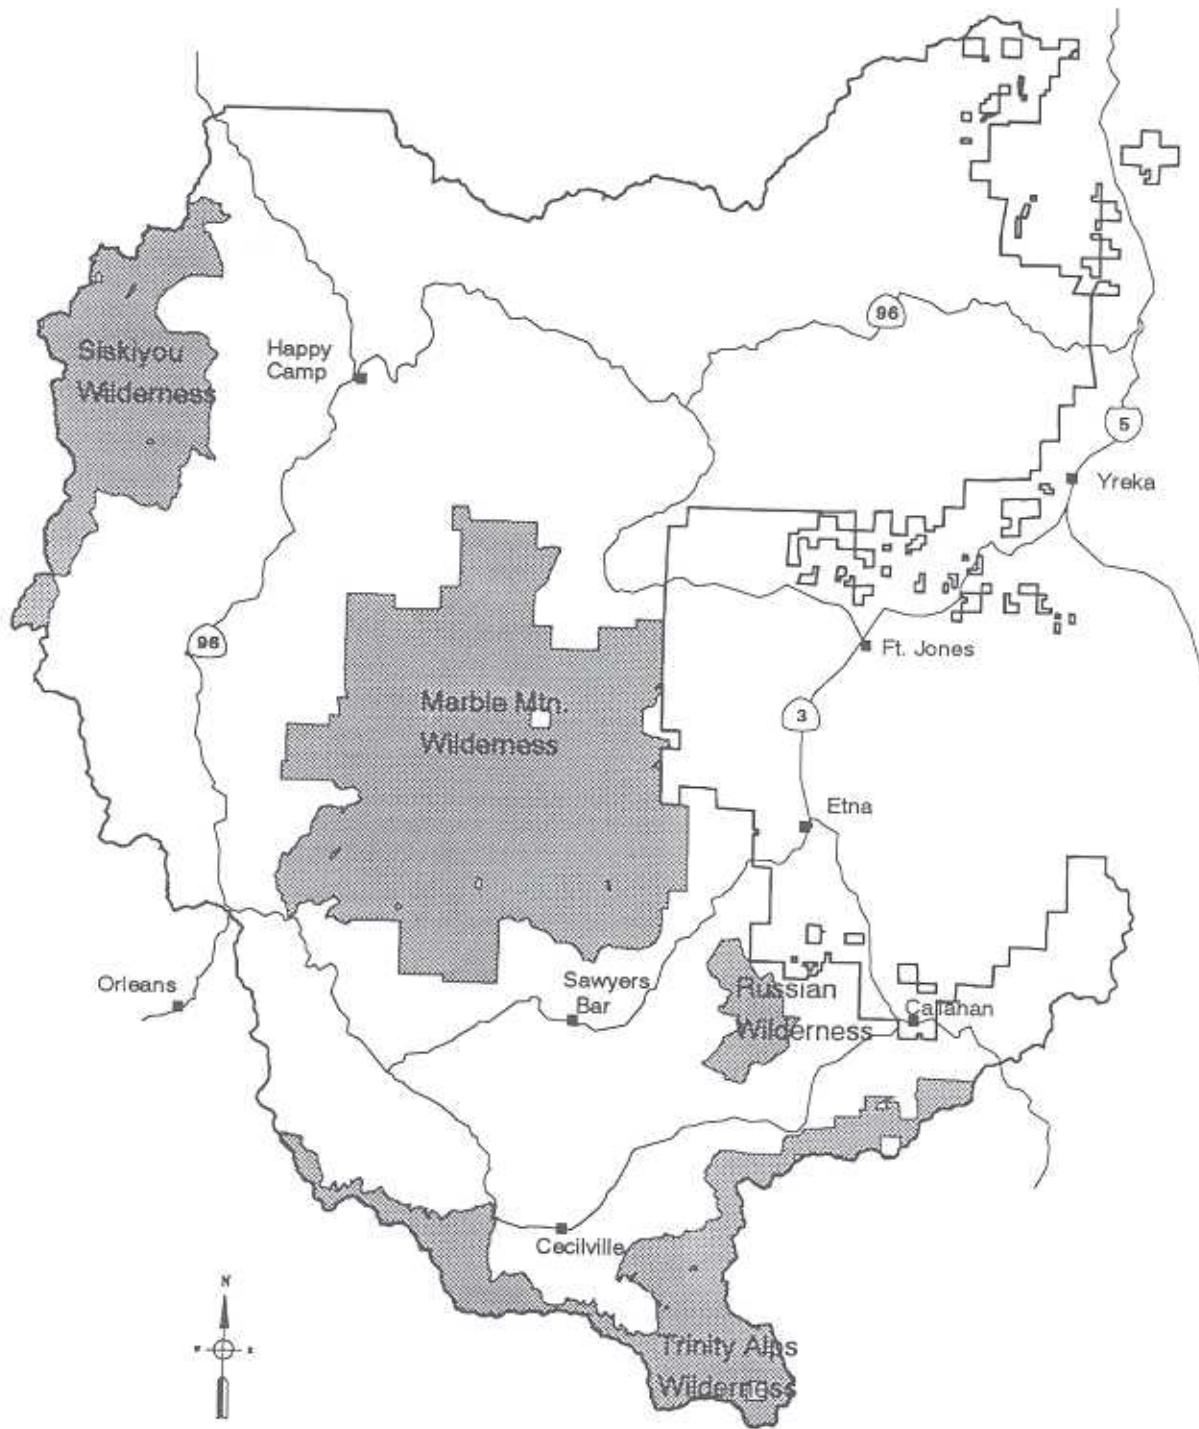 96
Siskiyou
Wilderness
Happy
Camp
5
Yreka
96
Ft. Jones
Marble Mtn.
Wilderness
3
Etna
Orleans
Sawyers
Bar
Russian
Wilderness
Callahan
Cecilville
N
Trinity Alps
Wilderness